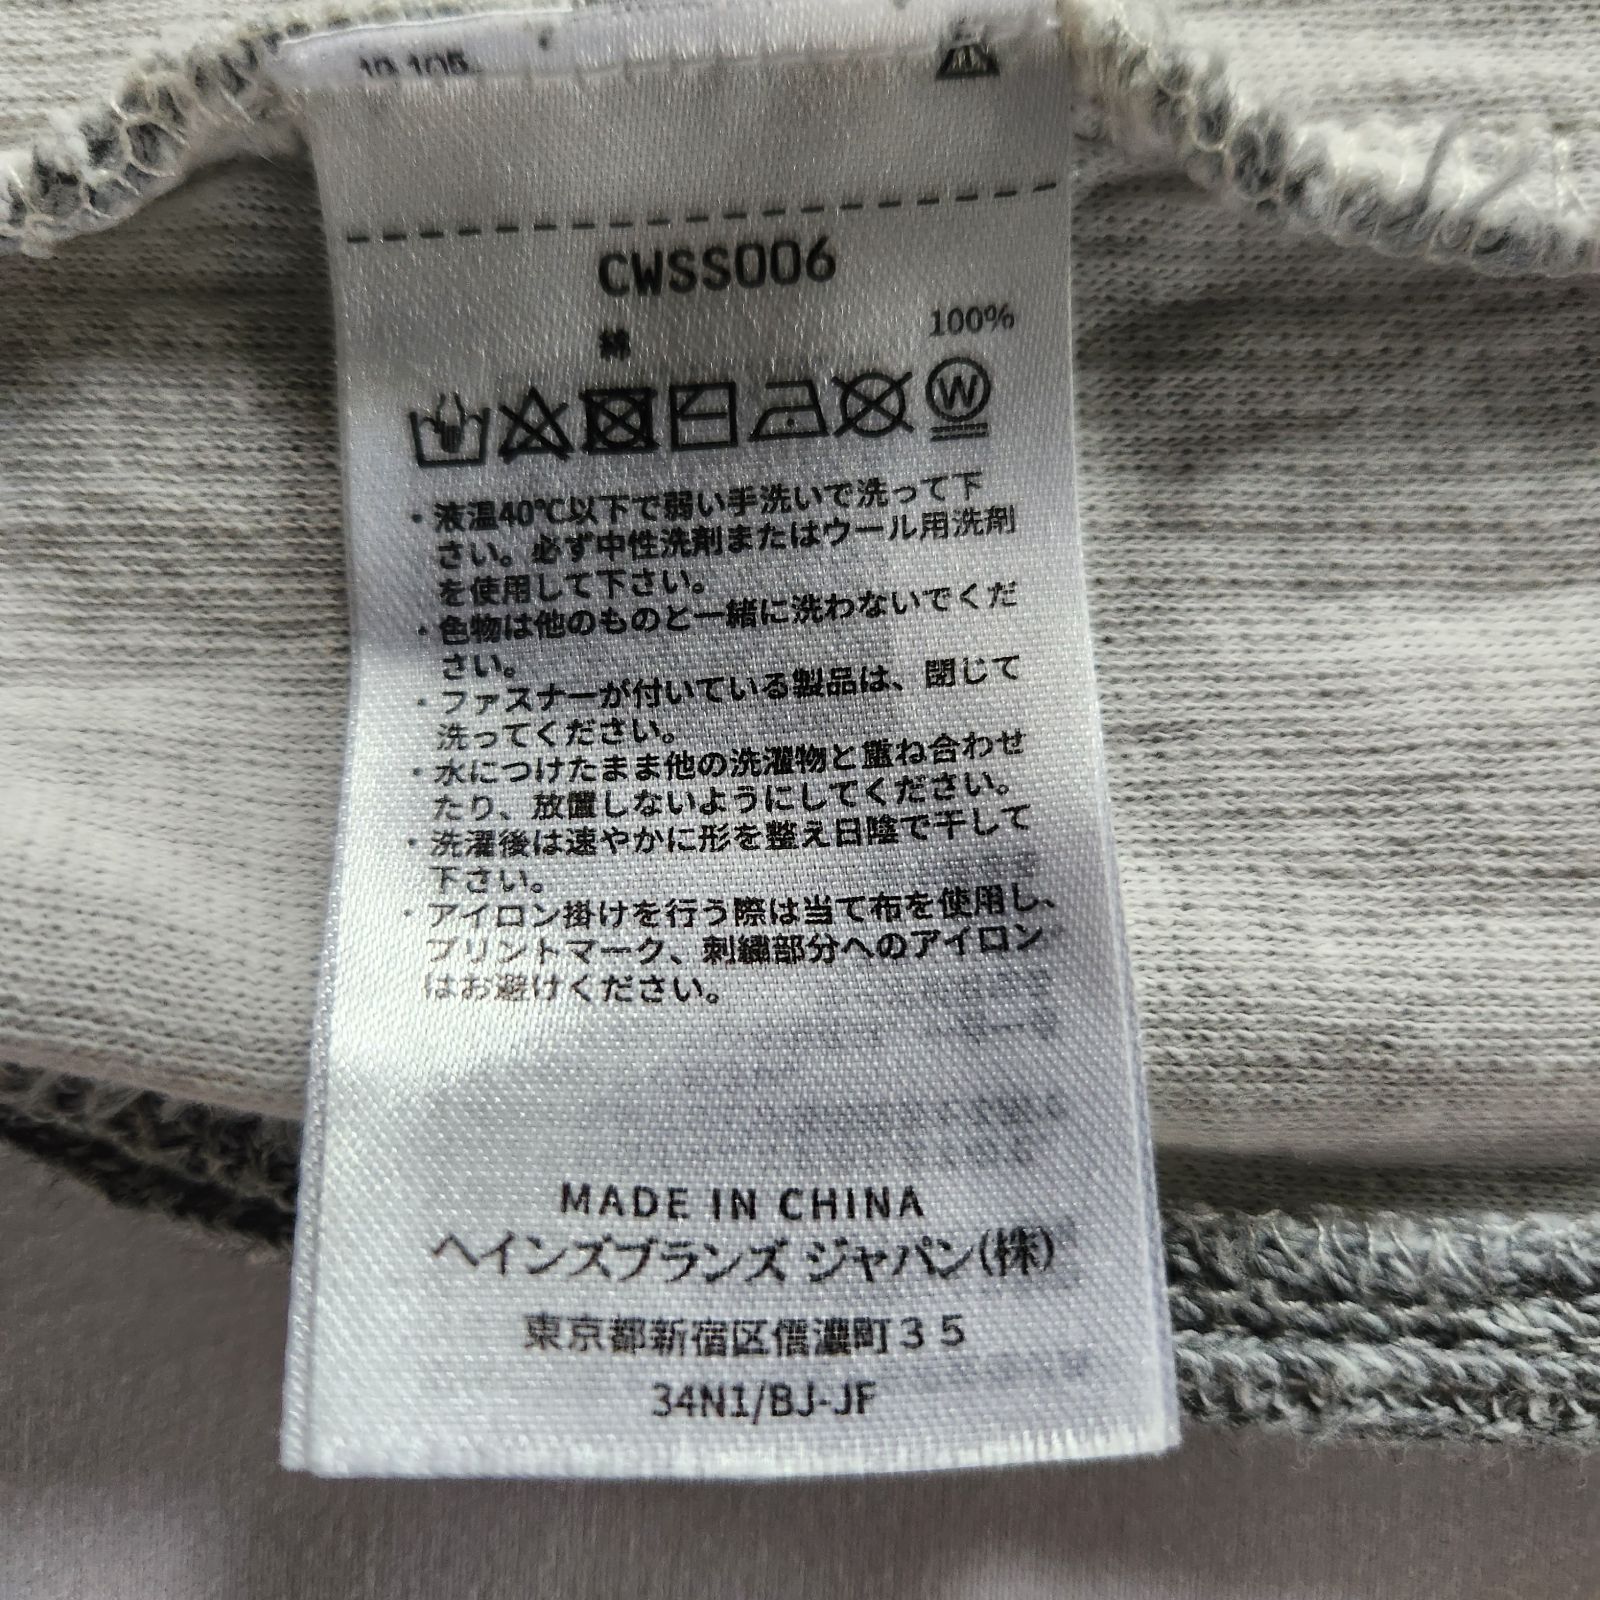 CWSS006
綿 100%
W
・液温40℃以下で弱い手洗いで洗って下
さい。必ず中性洗剤またはウール用洗剤
を使用して下さい。
・色物は他のものと一緒に洗わないでくだ
さい。
・ファスナーが付いている製品は、閉じて
洗ってください。
・水につけたまま他の洗濯物と重ね合わせ
たり、放置しないようにしてください。
・洗濯後は速やかに形を整え日陰で干して
下さい。
・アイロン掛けを行う際は当て布を使用し、
プリントマーク、刺繍部分へのアイロン
はお避けください。
MADE IN CHINA
ヘインズブランズ ジャパン(株)
東京都新宿区信濃町３５
34N1/BJ-JF